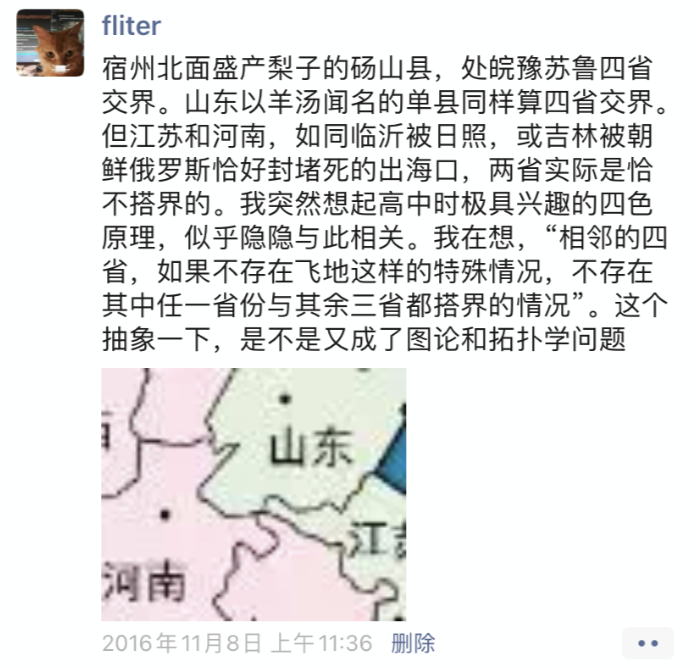 fliter
宿州北面盛产梨子的砀山县，处皖豫苏鲁四省
交界。山东以羊汤闻名的单县同样算四省交界。
但江苏和河南，如同临沂被日照，或吉林被朝
鲜俄罗斯恰好封堵死的出海口，两省实际是恰
不搭界的。我突然想起高中时极具兴趣的四色
原理，似乎隐隐与此相关。我在想，“相邻的四
省，如果不存在飞地这样的特殊情况，不存在
其中任一省份与其余三省都搭界的情况”。这个
抽象一下，是不是又成了图论和拓扑学问题
山东
江
河南
2016年11月8日 上午11:36 删除